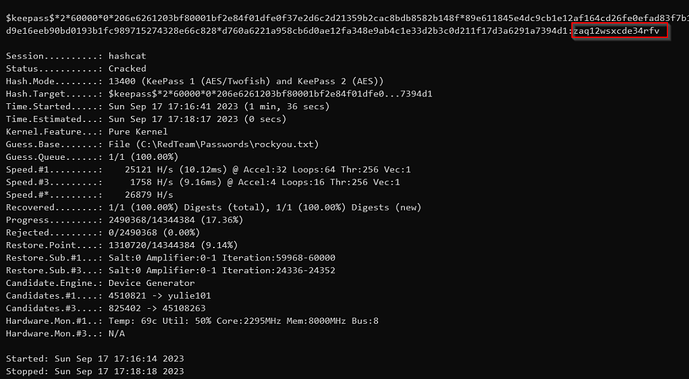 $keepass$*2*60000*0*206e6261203bf80001bf2e84f01dfe0f37e2d6c2d21359b2cac8bdb8582b148f*89e611845e4dc9cb1e12af164cd26fe0efad83f7b1
d9e16eeb90bd0193b1fc989715274328e66c828*d760a6221a958cb6d0ae12fa348e9ab4c1e33d2b3c0d211f17d3a6291a7394d1:zaq12wsxcde34rfv
Session..........: hashcat
Status...........: Cracked
Hash.Mode........: 13400 (KeePass 1 (AES/Twofish) and KeePass 2 (AES))
Hash.Target......: $keepass$*2*60000*0*206e6261203bf80001bf2e84f01dfe0...7394d1
Time.Started.....: Sun Sep 17 17:16:41 2023 (1 min, 36 secs)
Time.Estimated...: Sun Sep 17 17:18:17 2023 (0 secs)
Kernel.Feature...: Pure Kernel
Guess.Base.......: File (C:\RedTeam\Passwords\rockyou.txt)
Guess.Queue......: 1/1 (100.00%)
Speed.#1.........: 25121 H/s (10.12ms) @ Accel:32 Loops:64 Thr:256 Vec:1
Speed.#3.........: 1758 H/s (9.16ms) @ Accel:4 Loops:16 Thr:256 Vec:1
Speed.#*.........: 26879 H/s
Recovered........: 1/1 (100.00%) Digests (total), 1/1 (100.00%) Digests (new)
Progress.........: 2490368/14344384 (17.36%)
Rejected.........: 0/2490368 (0.00%)
Restore.Point....: 1310720/14344384 (9.14%)
Restore.Sub.#1...: Salt:0 Amplifier:0-1 Iteration:59968-60000
Restore.Sub.#3...: Salt:0 Amplifier:0-1 Iteration:24336-24352
Candidate.Engine.: Device Generator
Candidates.#1....: 4510821 -> yulie101
Candidates.#3....: 825402 -> 45108263
Hardware.Mon.#1..: Temp: 69c Util: 50% Core:2295MHz Mem:8000MHz Bus:8
Hardware.Mon.#3..: N/A
Started: Sun Sep 17 17:16:14 2023
Stopped: Sun Sep 17 17:18:18 2023